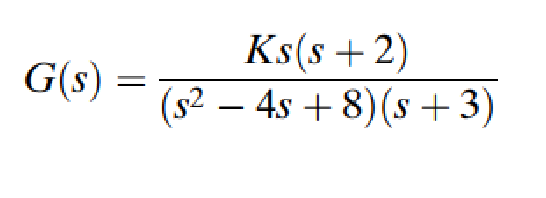 G(s) = Ks(s + 2) / (s² − 4s + 8)(s + 3)